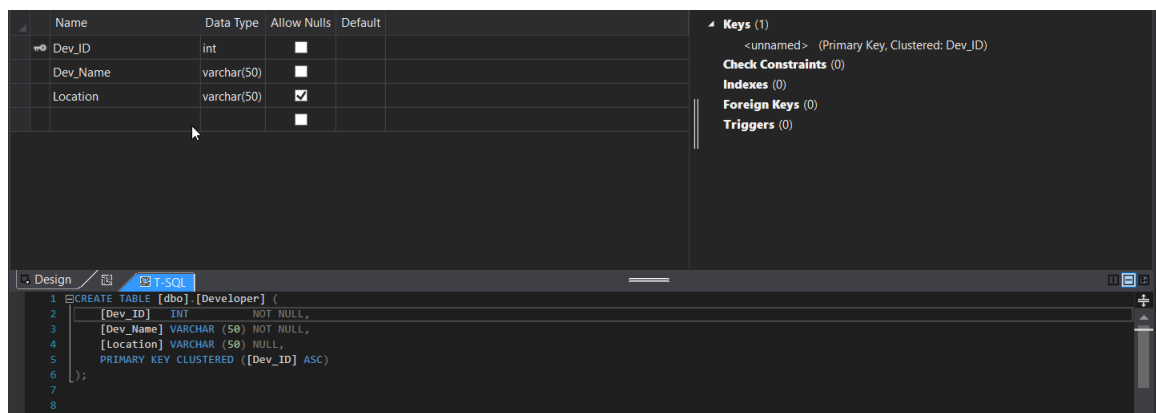 Name Data Type Allow Nulls Default
Dev_ID int
Dev_Name varchar(50)
Location varchar(50)
Keys (1)
<unnamed> (Primary Key, Clustered: Dev_ID)
Check Constraints (0)
Indexes (0)
Foreign Keys (0)
Triggers (0)
Design T-SQL
1 CREATE TABLE [dbo].[Developer] (
2 [Dev_ID] INT NOT NULL,
3 [Dev_Name] VARCHAR (50) NOT NULL,
4 [Location] VARCHAR (50) NULL,
5 PRIMARY KEY CLUSTERED ([Dev_ID] ASC)
6 );
7
8